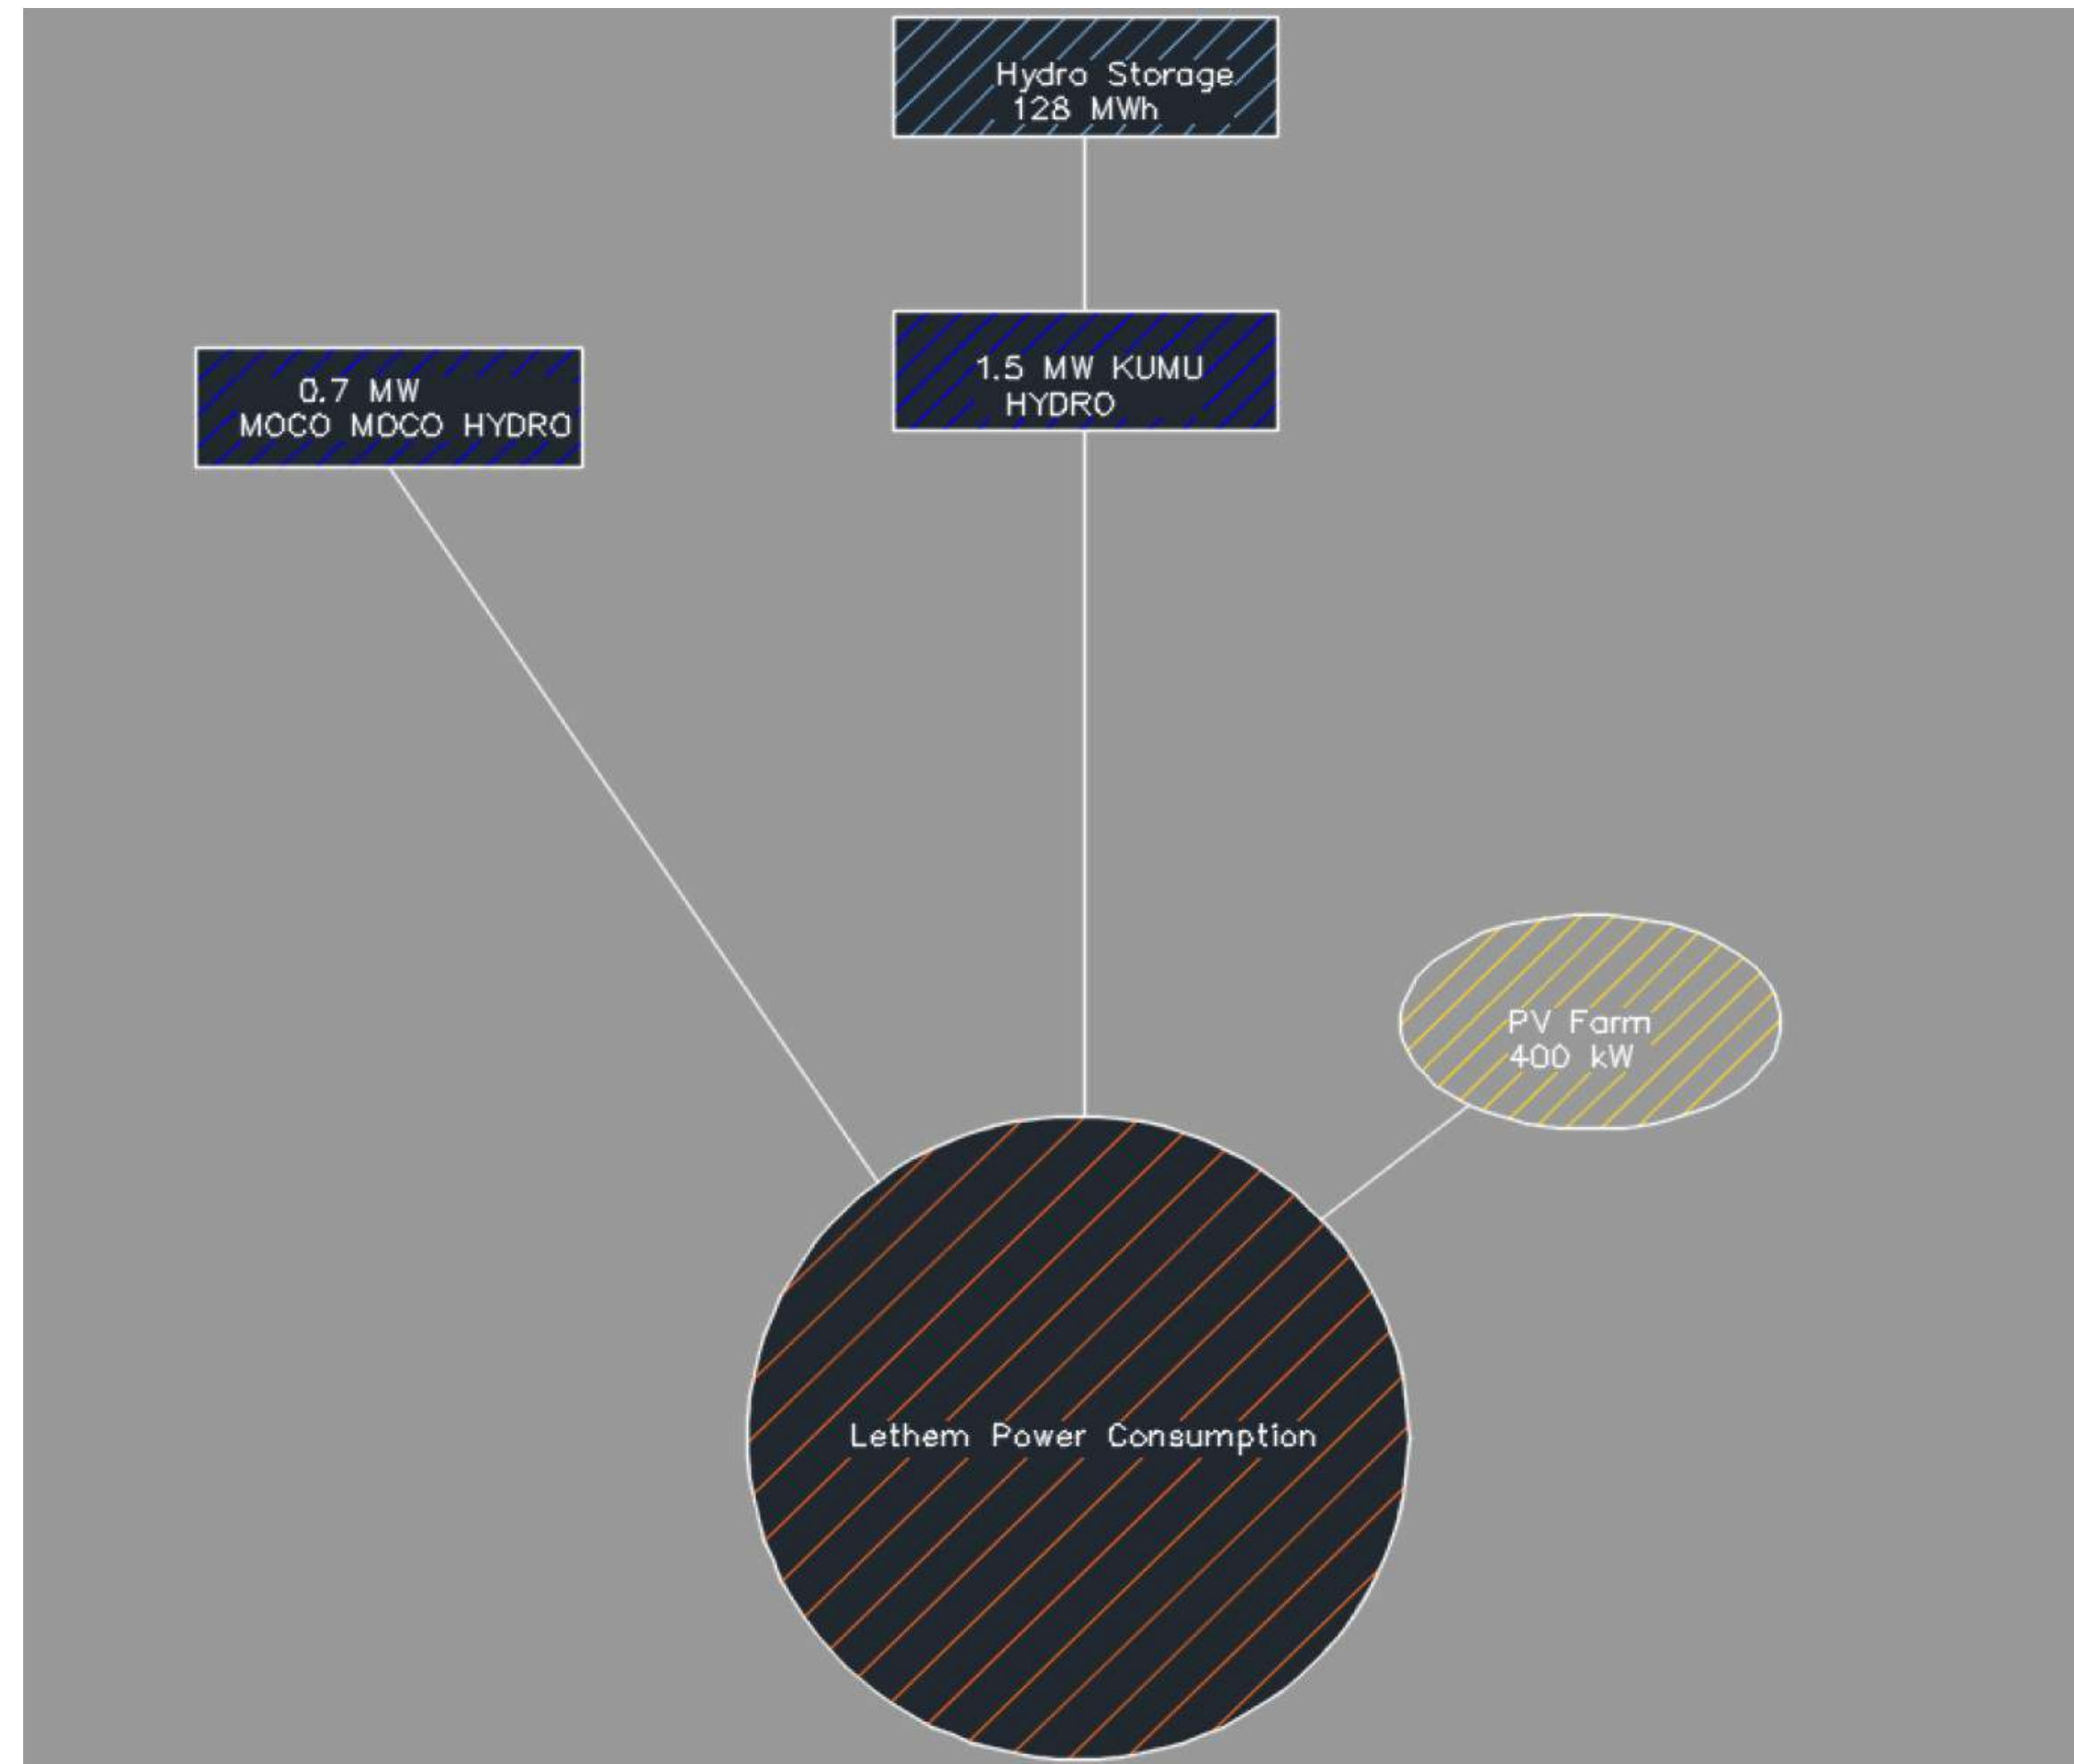 Hydro Storage
128 MWh
1.5 MW KUMU
HYDRO
0.7 MW
MOCO MOCO HYDRO
PV Farm
400 kW
Lethem Power Consumption